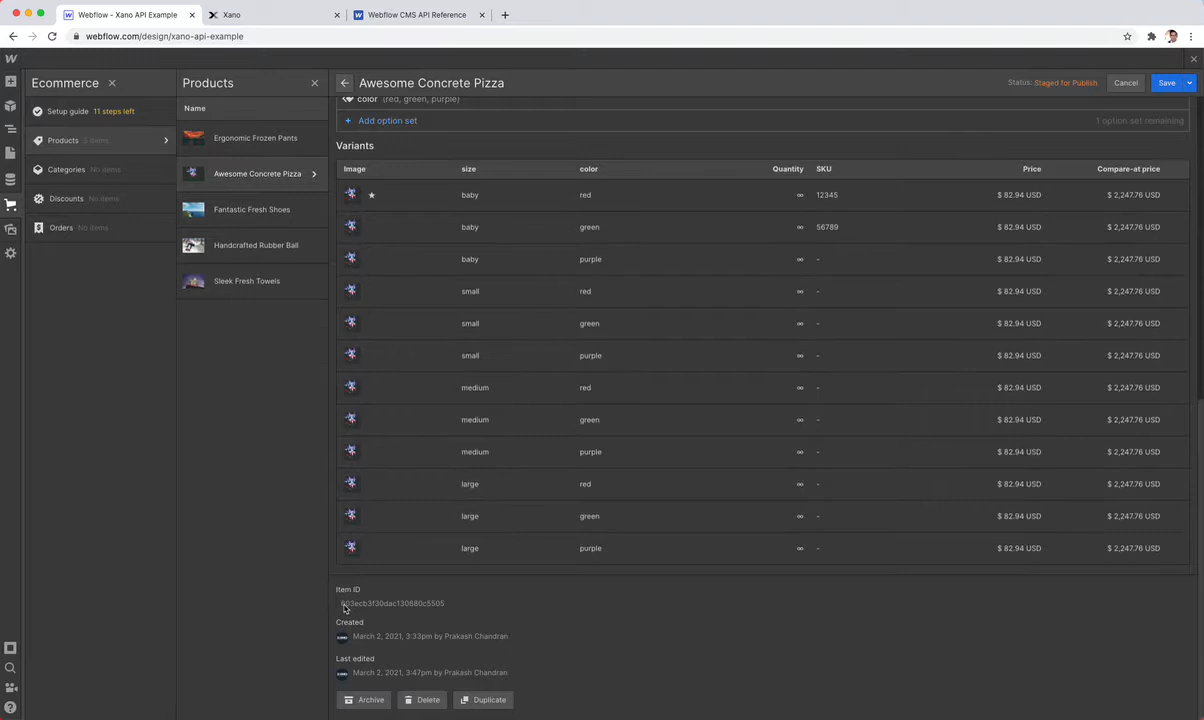 Webflow - Xano API Example
Xano
Webflow CMS API Reference
webflow.com/design/xano-api-example
Ecommerce
Products
Awesome Concrete Pizza
Status: Staged for Publish
Cancel
Save
Setup guide 11 steps left
Products 5 items
Categories No items
Discounts No items
Orders No items
Name
Ergonomic Frozen Pants
Awesome Concrete Pizza
Fantastic Fresh Shoes
Handcrafted Rubber Ball
Sleek Fresh Towels
color (red, green, purple)
+ Add option set
1 option set remaining
Variants
Image size color Quantity SKU Price Compare-at price
baby red ∞ 12345 $ 82.94 USD $ 2,247.76 USD
baby green ∞ 56789 $ 82.94 USD $ 2,247.76 USD
baby purple ∞ - $ 82.94 USD $ 2,247.76 USD
small red ∞ - $ 82.94 USD $ 2,247.76 USD
small green ∞ - $ 82.94 USD $ 2,247.76 USD
small purple ∞ - $ 82.94 USD $ 2,247.76 USD
medium red ∞ - $ 82.94 USD $ 2,247.76 USD
medium green ∞ - $ 82.94 USD $ 2,247.76 USD
medium purple ∞ - $ 82.94 USD $ 2,247.76 USD
large red ∞ - $ 82.94 USD $ 2,247.76 USD
large green ∞ - $ 82.94 USD $ 2,247.76 USD
large purple ∞ - $ 82.94 USD $ 2,247.76 USD
Item ID
603ecb3f30dac130680c5505
Created
March 2, 2021, 3:33pm by Prakash Chandran
Last edited
March 2, 2021, 3:47pm by Prakash Chandran
Archive
Delete
Duplicate